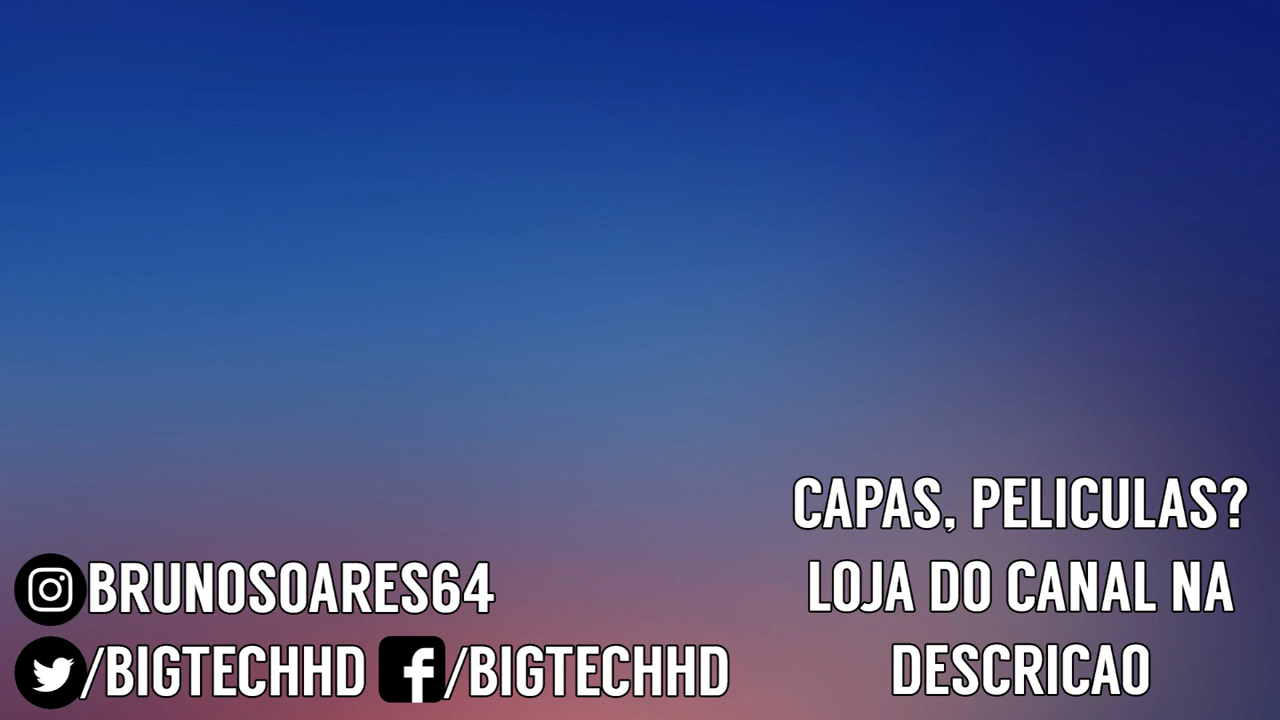 CAPAS, PELICULAS?
LOJA DO CANAL NA
DESCRICAO
BRUNOSOARES64
/BIGTECHHD /BIGTECHHD